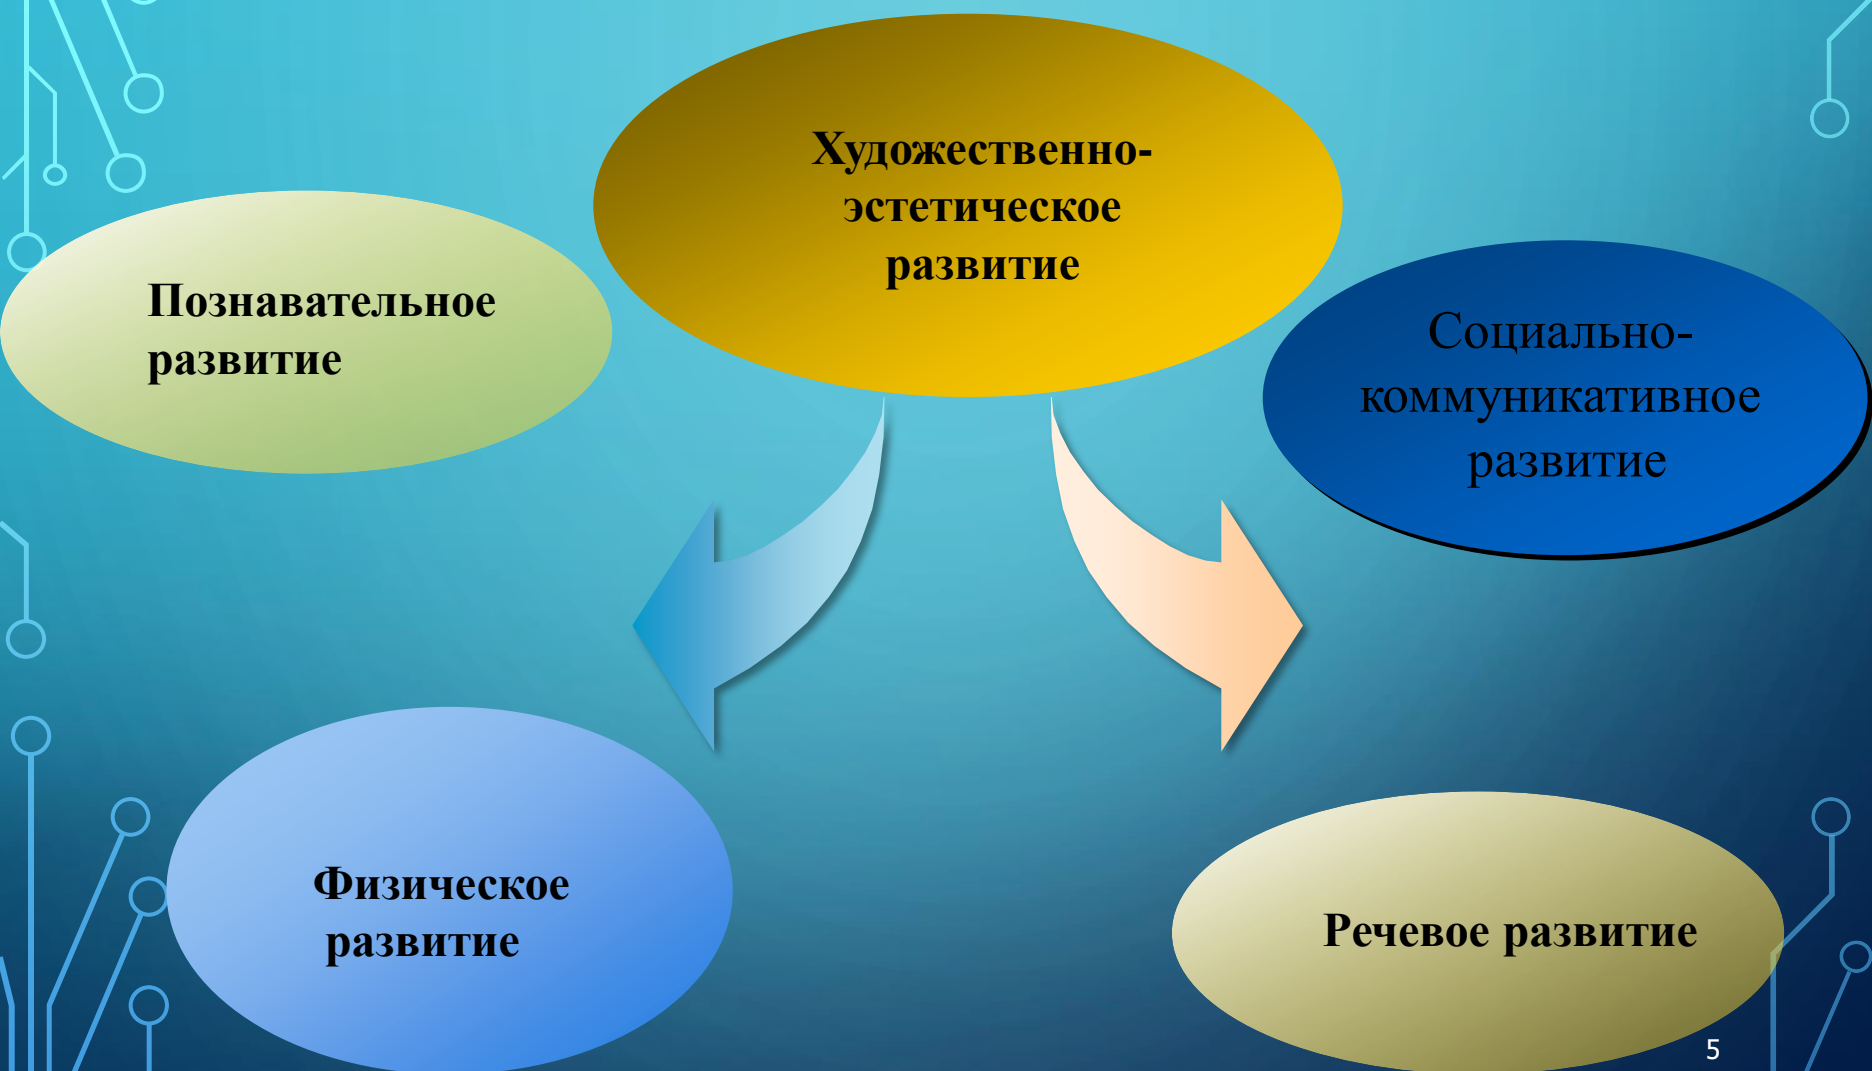 Художественно-
эстетическое
развитие
Познавательное
развитие
Социально-
коммуникативное
развитие
Физическое
развитие
Речевое развитие
5